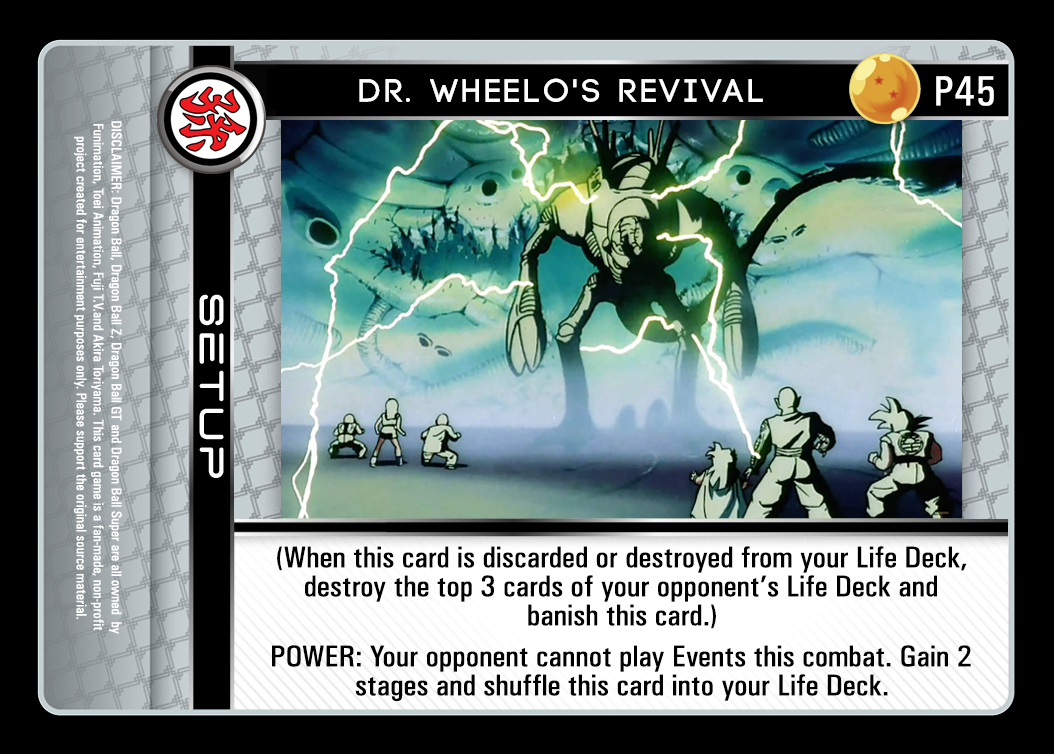 DR. WHEELO'S REVIVAL
P45
SETUP
(When this card is discarded or destroyed from your Life Deck,
destroy the top 3 cards of your opponent’s Life Deck and
banish this card.)
POWER: Your opponent cannot play Events this combat. Gain 2
stages and shuffle this card into your Life Deck.
DISCLAIMER: Dragon Ball, Dragon Ball Z, Dragon Ball GT and Dragon Ball Super are all owned by
Funimation, Toei Animation, Fuji T.V.and Akira Toriyama. This card game is a fan-made, non-profit
project created for entertainment purposes only. Please support the original source material.